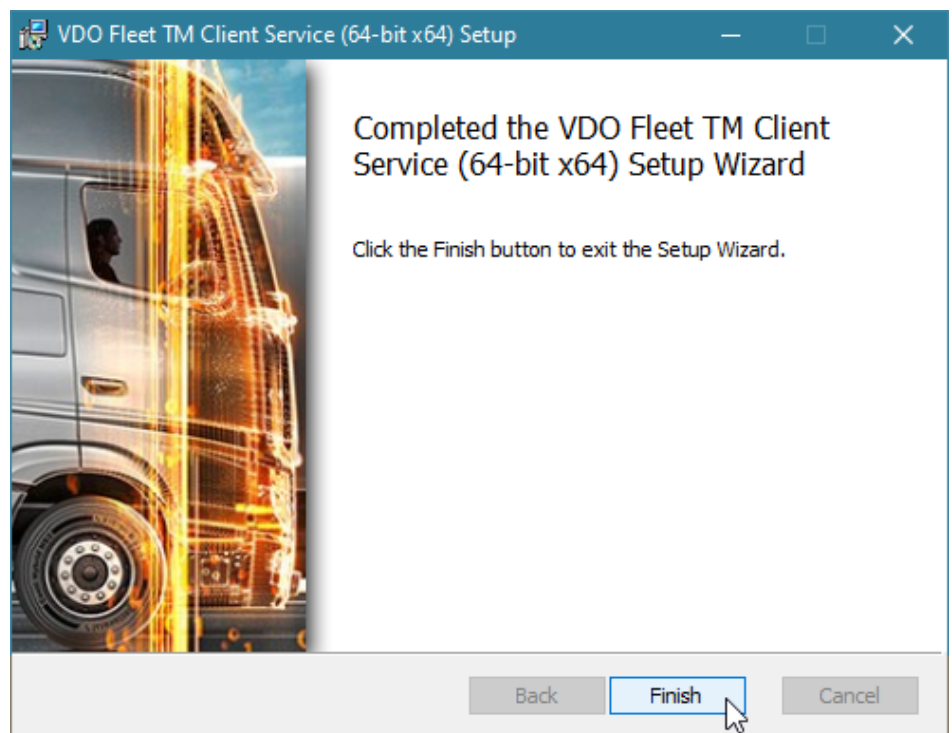 VDO Fleet TM Client Service (64-bit x64) Setup
Completed the VDO Fleet TM Client
Service (64-bit x64) Setup Wizard
Click the Finish button to exit the Setup Wizard.
Back
Finish
Cancel